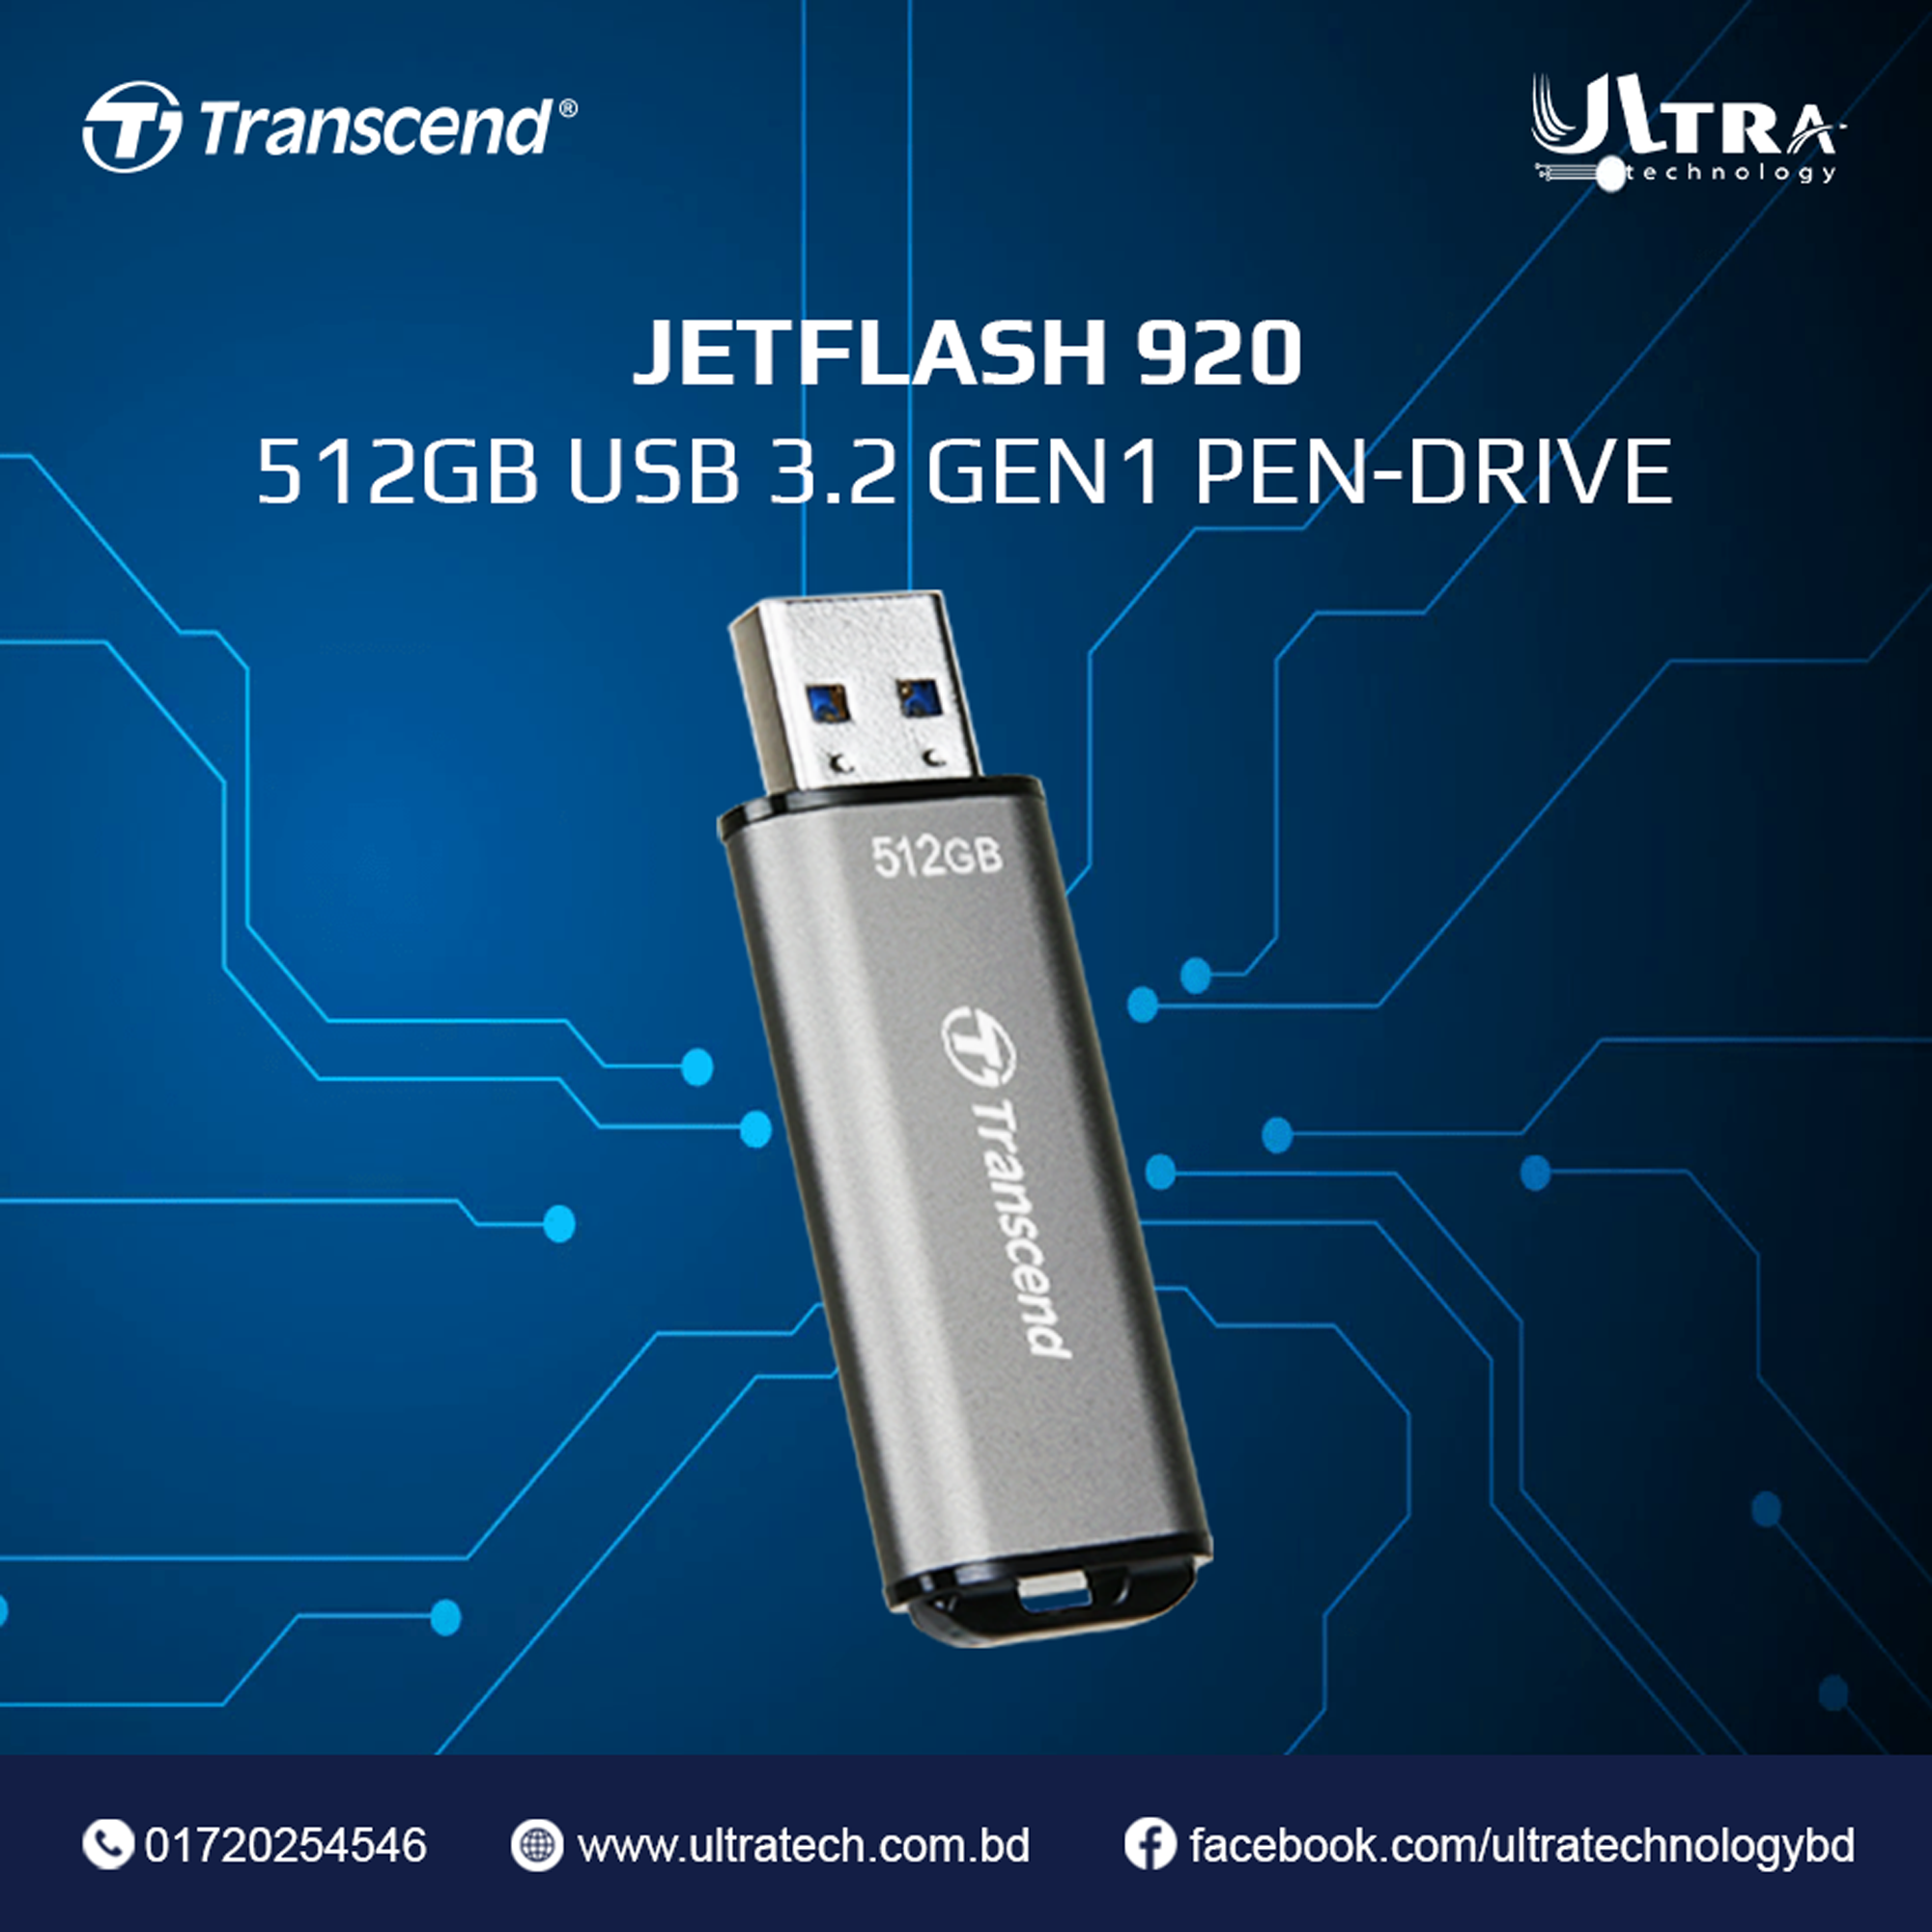 Transcend®
ULTRA
technology
JETFLASH 920
512GB USB 3.2 GEN1 PEN-DRIVE
512GB
Transcend
01720254546
www.ultratech.com.bd
facebook.com/ultratechnologybd